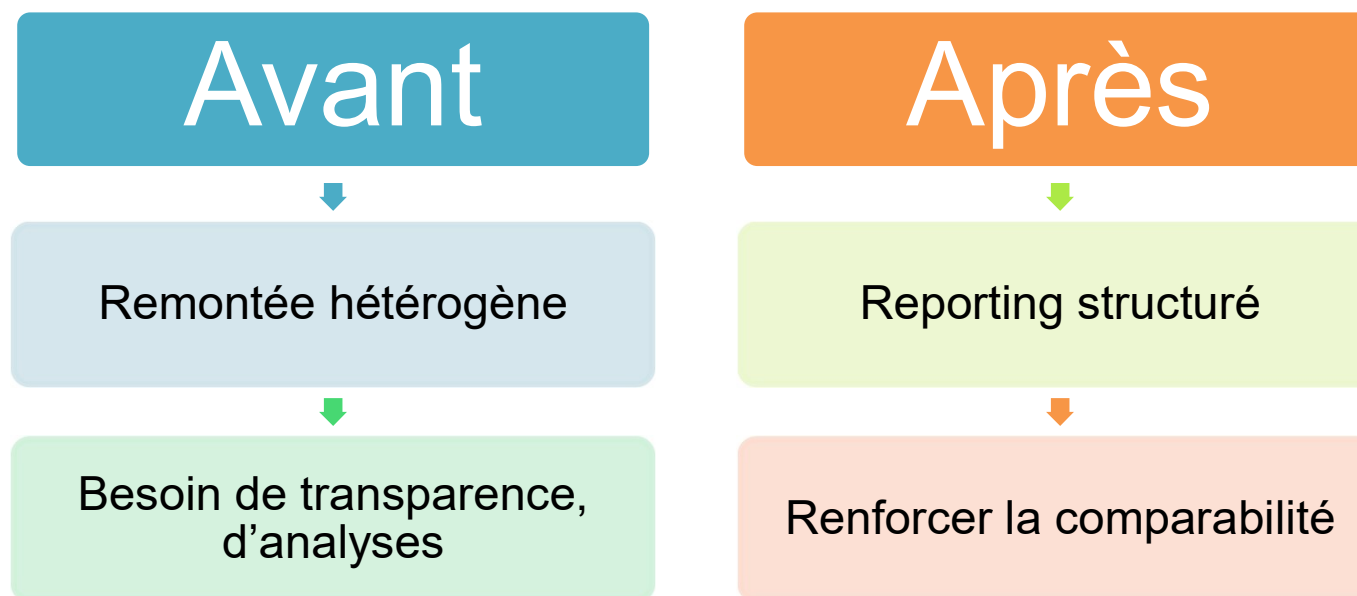 Avant
Remontée hétérogène
Besoin de transparence,
d'analyses
Après
Reporting structuré
Renforcer la comparabilité